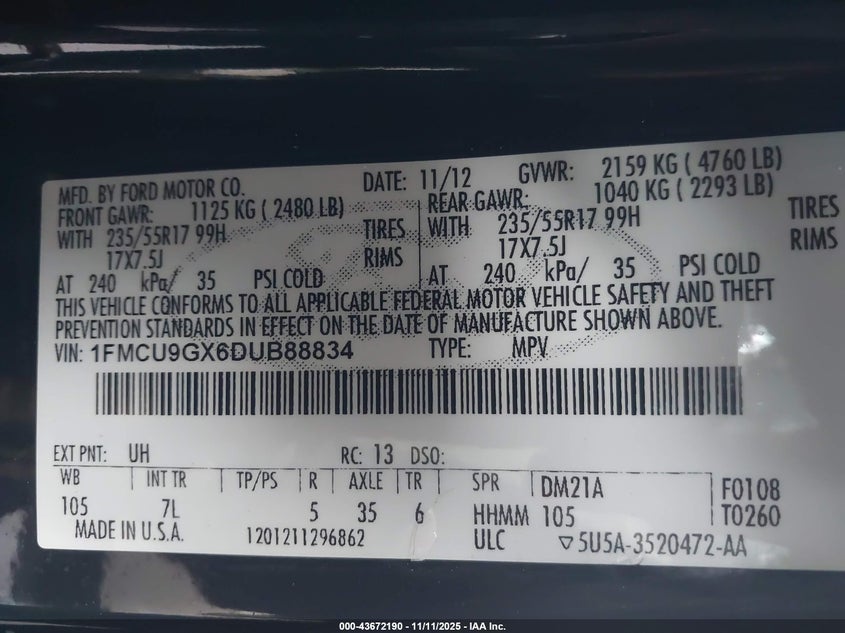 MFD. BY FORD MOTOR CO. DATE: 11/12 GVWR: 2159 KG ( 4760 LB)
FRONT GAWR: 1125 KG ( 2480 LB) REAR GAWR: 1040 KG ( 2293 LB)
WITH 235/55R17 99H TIRES WITH 235/55R17 99H TIRES
17X7.5J RIMS 17X7.5J RIMS
AT 240 kPa/ 35 PSI COLD AT 240 kPa/ 35 PSI COLD
THIS VEHICLE CONFORMS TO ALL APPLICABLE FEDERAL MOTOR VEHICLE SAFETY AND THEFT
PREVENTION STANDARDS IN EFFECT ON THE DATE OF MANUFACTURE SHOWN ABOVE.
VIN: 1FMCU9GX6DUB88834 TYPE: MPV
EXT PNT: UH RC: 13 DSO:
WB INT TR TP/PS R AXLE TR SPR DM21A F0108
105 7L 5 35 6 HHMM 105 T0260
MADE IN U.S.A. 1201211296862 ULC ▽5U5A-3520472-AA
000-43672190 - 11/11/2025 - IAA Inc.